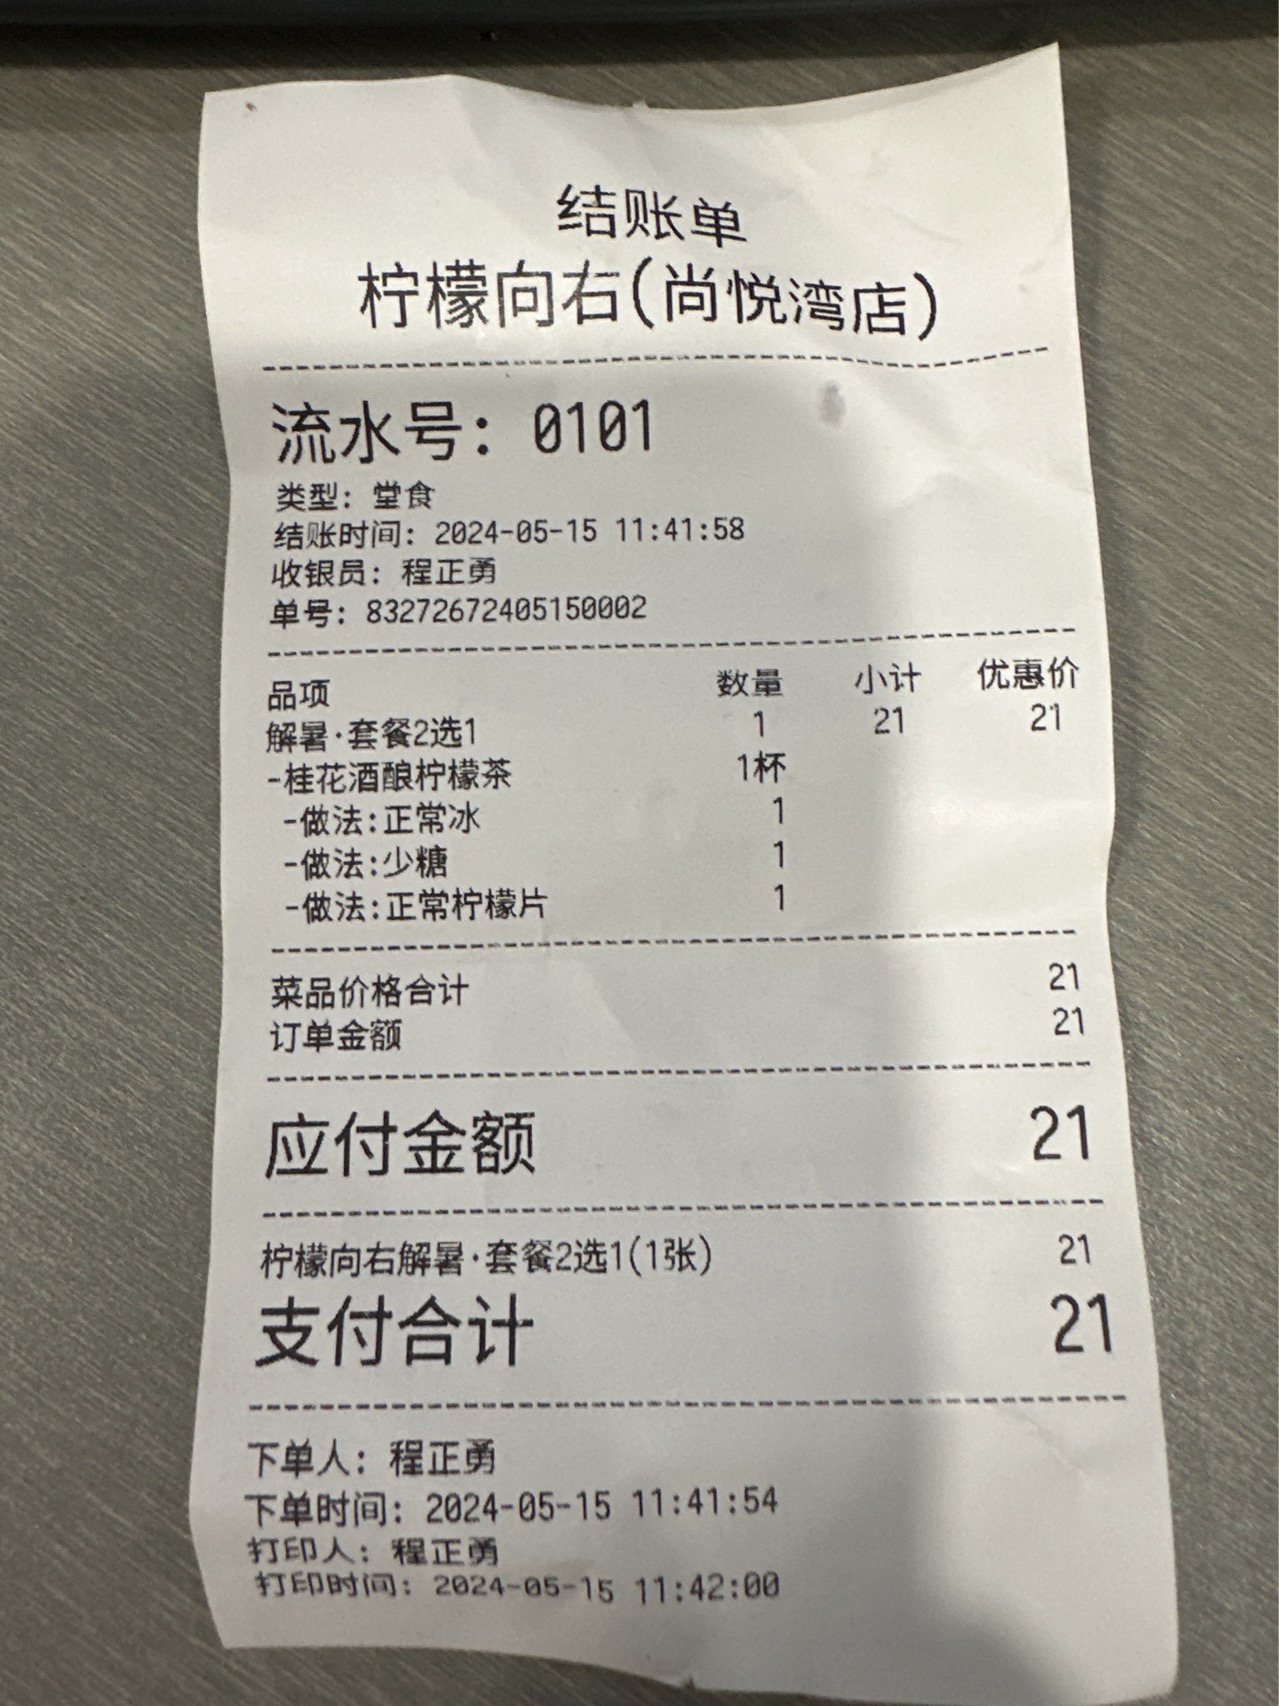 结账单
柠檬向右(尚悦湾店)
流水号: 0101
类型: 堂食
结账时间: 2024-05-15 11:41:58
收银员: 程正勇
单号: 83272672405150002
品项 数量 小计 优惠价
解暑·套餐2选1 1 21 21
-桂花酒酿柠檬茶 1杯
-做法:正常冰 1
-做法:少糖 1
-做法:正常柠檬片 1
菜品价格合计 21
订单金额 21
应付金额 21
柠檬向右解暑·套餐2选1(1张) 21
支付合计 21
下单人: 程正勇
下单时间: 2024-05-15 11:41:54
打印人: 程正勇
打印时间: 2024-05-15 11:42:00